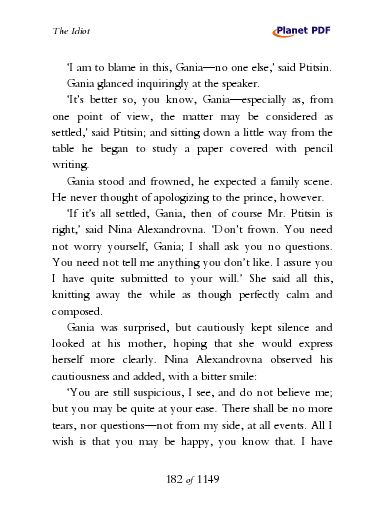 The Idiot
Planet PDF
‘I am to blame in this, Gania—no one else,’ said Ptitsin.
Gania glanced inquiringly at the speaker.
‘It’s better so, you know, Gania—especially as, from
one point of view, the matter may be considered as
settled,’ said Ptitsin; and sitting down a little way from the
table he began to study a paper covered with pencil
writing.
Gania stood and frowned, he expected a family scene.
He never thought of apologizing to the prince, however.
‘If it’s all settled, Gania, then of course Mr. Ptitsin is
right,’ said Nina Alexandrovna. ‘Don’t frown. You need
not worry yourself, Gania; I shall ask you no questions.
You need not tell me anything you don’t like. I assure you
I have quite submitted to your will.’ She said all this,
knitting away the while as though perfectly calm and
composed.
Gania was surprised, but cautiously kept silence and
looked at his mother, hoping that she would express
herself more clearly. Nina Alexandrovna observed his
cautiousness and added, with a bitter smile:
‘You are still suspicious, I see, and do not believe me;
but you may be quite at your ease. There shall be no more
tears, nor questions—not from my side, at all events. All I
wish is that you may be happy, you know that. I have
182 of 1149